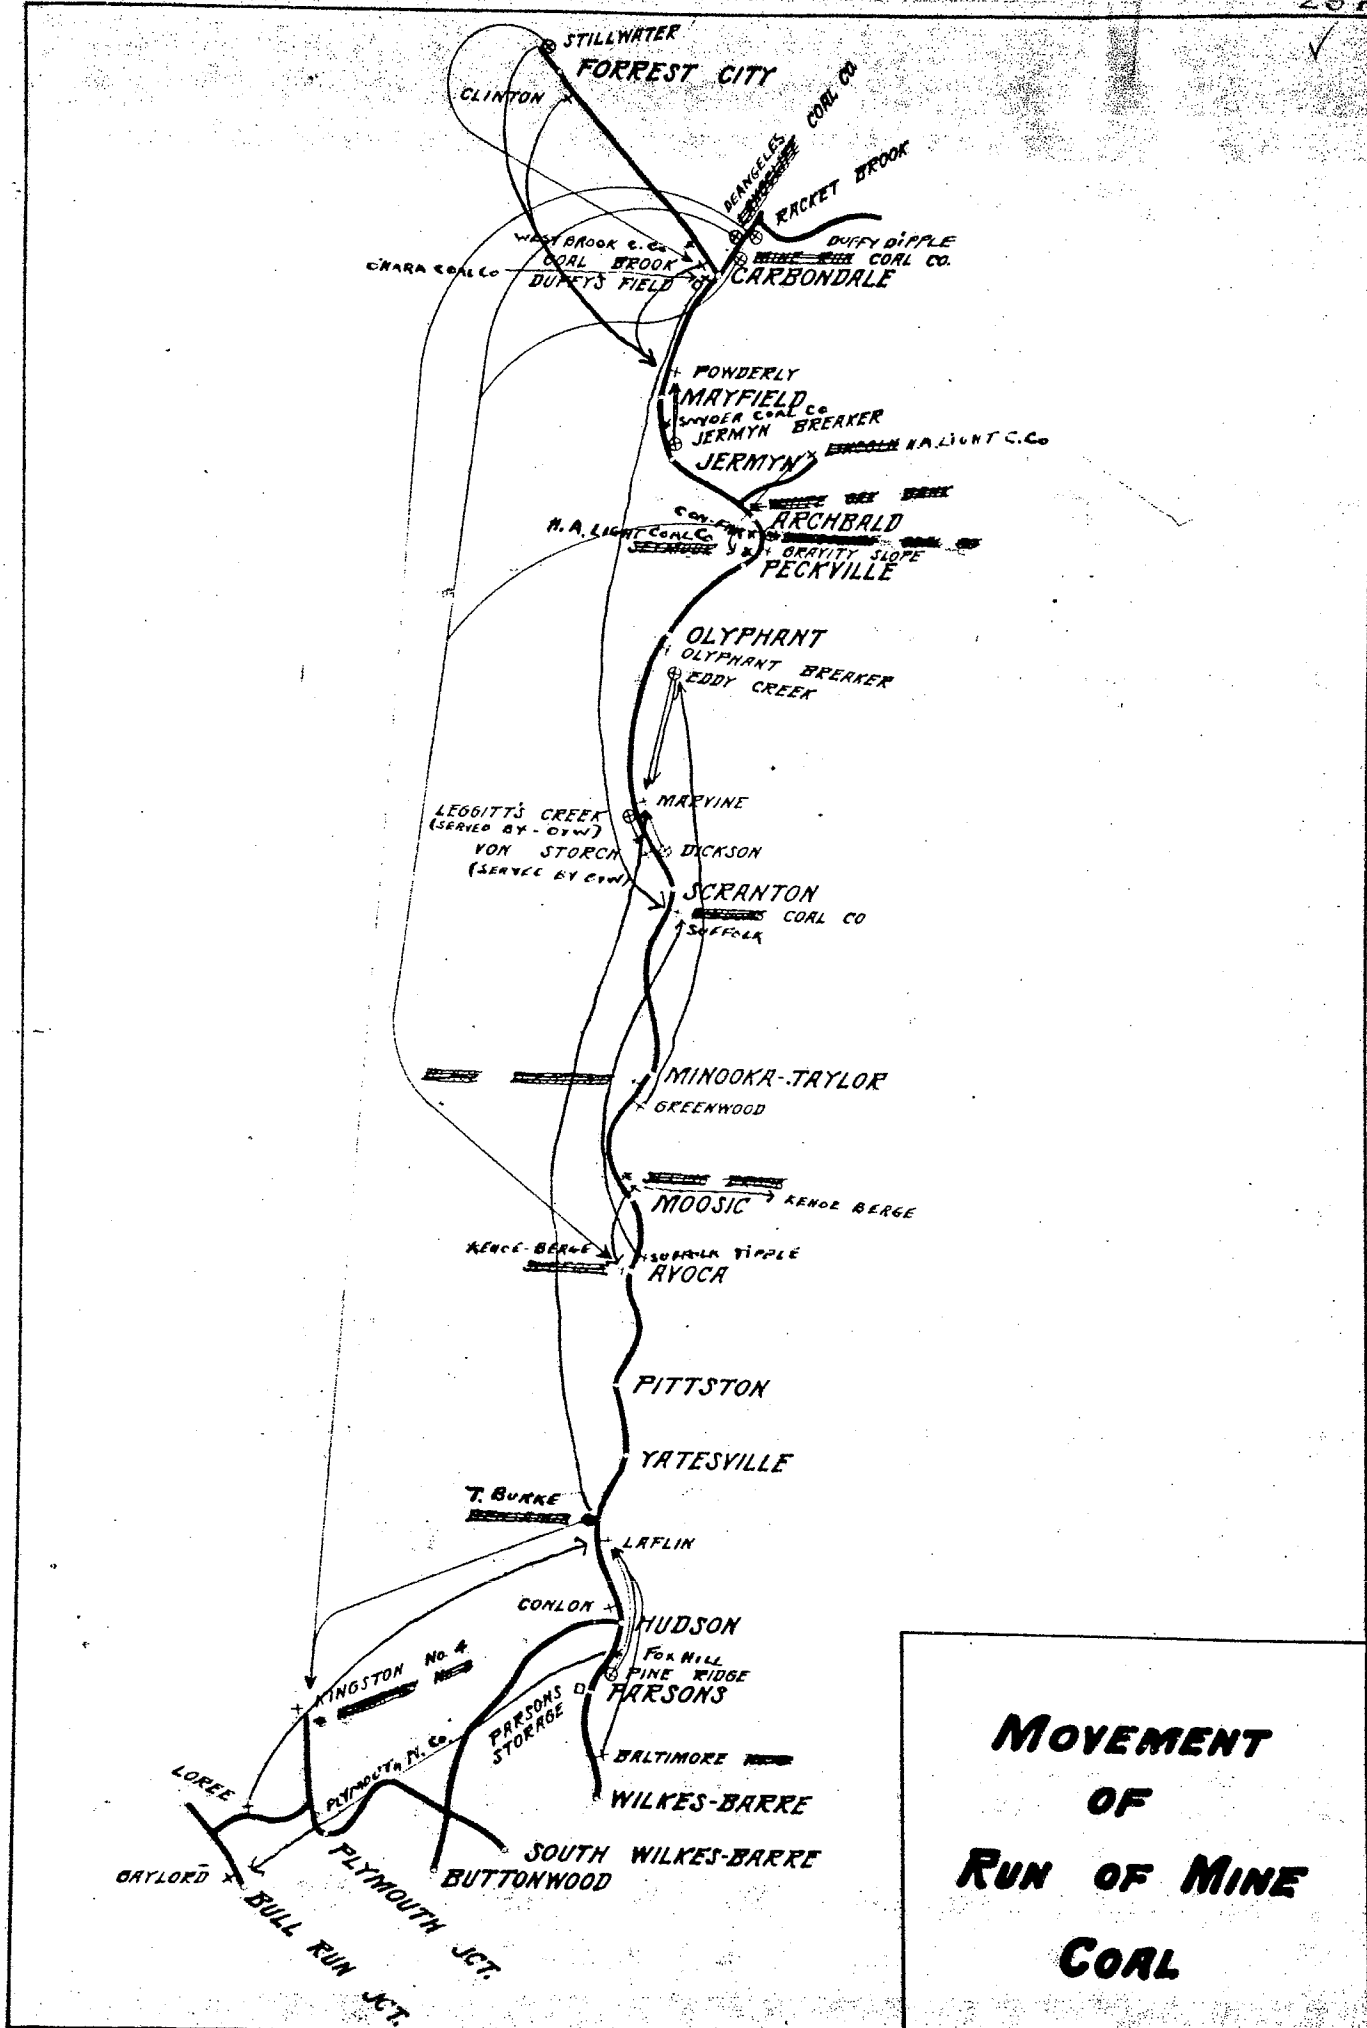 STILLWATER
FORREST CITY
CLINTON
DEANGELES COAL CO
RACKET BROOK
WEST BROOK C. Co
COAL BROOK
O'HARA COAL CO
DUFFY'S FIELD
DUFFY DIPPLE
COAL CO.
CARBONDALE
POWDERLY
MAYFIELD
SNYDER COAL CO
JERMYN BREAKER
JERMYN
H.A. LIGHT C. Co
ARCHBALD
H.A. LIGHT COAL Co
GRAVITY SLOPE
PECKVILLE
OLYPHANT
OLYPHANT BREAKER
EDDY CREEK
MARVINE
LEGGITT'S CREEK
(SERVED BY - O&W)
VON STORCH
(SERVED BY O&W)
DICKSON
SCRANTON
COAL CO
SUFFOLK
MINOOKA-TAYLOR
GREENWOOD
MOOSIC
KENOE BERGE
KENOE-BERGE
SUFFOLK TIPPLE
AVOCA
PITTSTON
YATESVILLE
T. BURKE
LAFLIN
CONLON
HUDSON
FOX HILL
PINE RIDGE
KINGSTON No. 4
PARSONS
PARSONS
STORAGE
PLYMOUTH N. Co.
BALTIMORE
LOREE
WILKES-BARRE
SOUTH WILKES-BARRE
BUTTONWOOD
GAYLORD
PLYMOUTH JCT.
BULL RUN JCT.
MOVEMENT
OF
RUN OF MINE
COAL